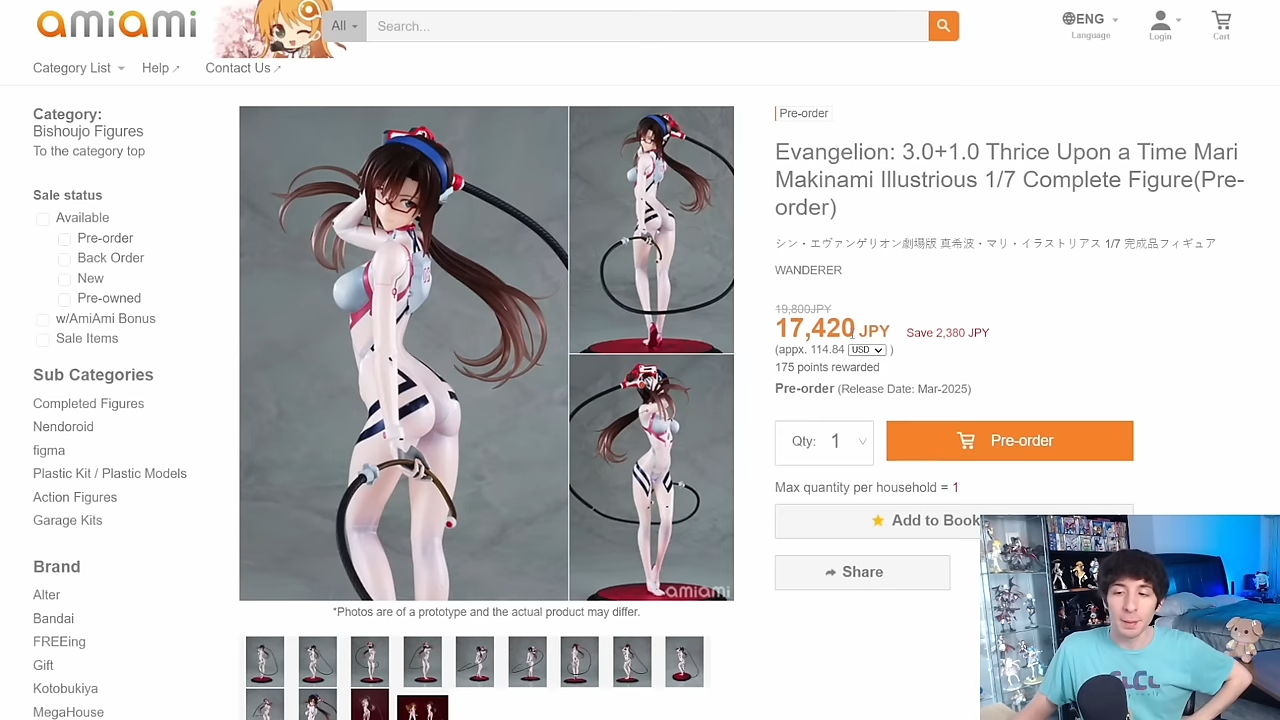 amiami
All
Search...
ENG
Language
Login
Cart
Category List
Help
Contact Us
Category:
Bishoujo Figures
To the category top
Sale status
Available
Pre-order
Back Order
New
Pre-owned
w/AmiAmi Bonus
Sale Items
Sub Categories
Completed Figures
Nendoroid
figma
Plastic Kit / Plastic Models
Action Figures
Garage Kits
Brand
Alter
Bandai
FREEing
Gift
Kotobukiya
MegaHouse
amiami
*Photos are of a prototype and the actual product may differ.
Pre-order
Evangelion: 3.0+1.0 Thrice Upon a Time Mari
Makinami Illustrious 1/7 Complete Figure(Pre-
order)
シン・エヴァンゲリオン劇場版 真希波・マリ・イラストリアス 1/7 完成品フィギュア
WANDERER
19,800JPY
17,420 JPY Save 2,380 JPY
(appx. 114.84 USD )
175 points rewarded
Pre-order (Release Date: Mar-2025)
Qty: 1
Pre-order
Max quantity per household = 1
Add to Book
Share